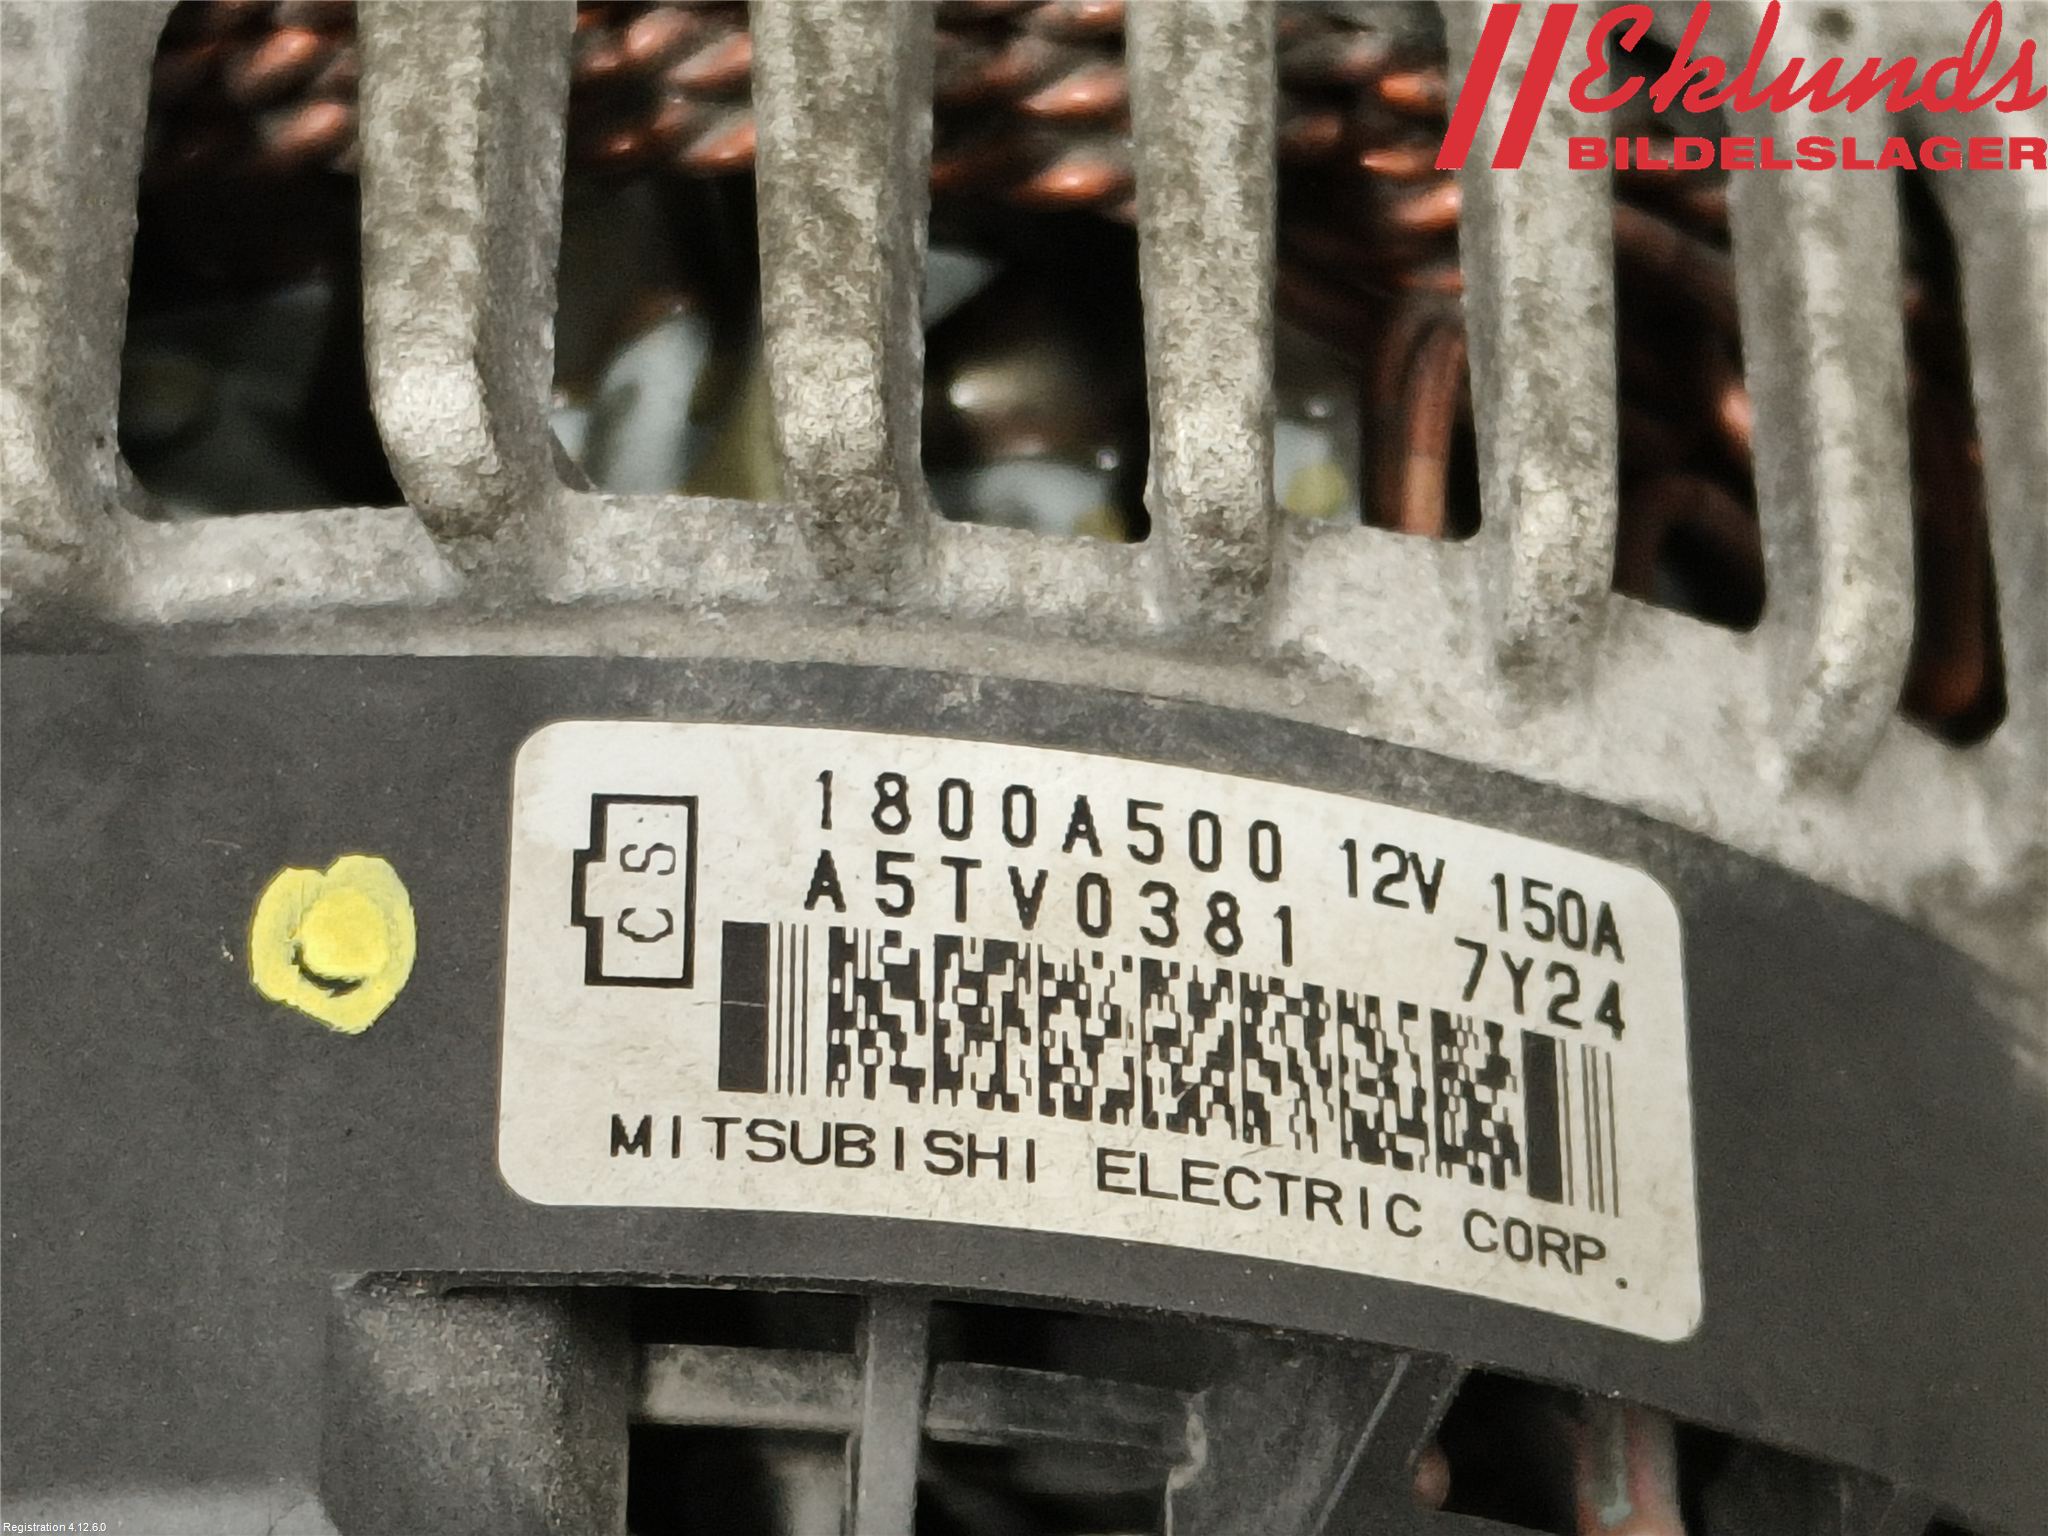 Eklunds
BILDELSLAGER
CS
1800A500 12V 150A
A5TV0381 7Y24
MITSUBISHI ELECTRIC CORP.
Registration 4.12.6.0